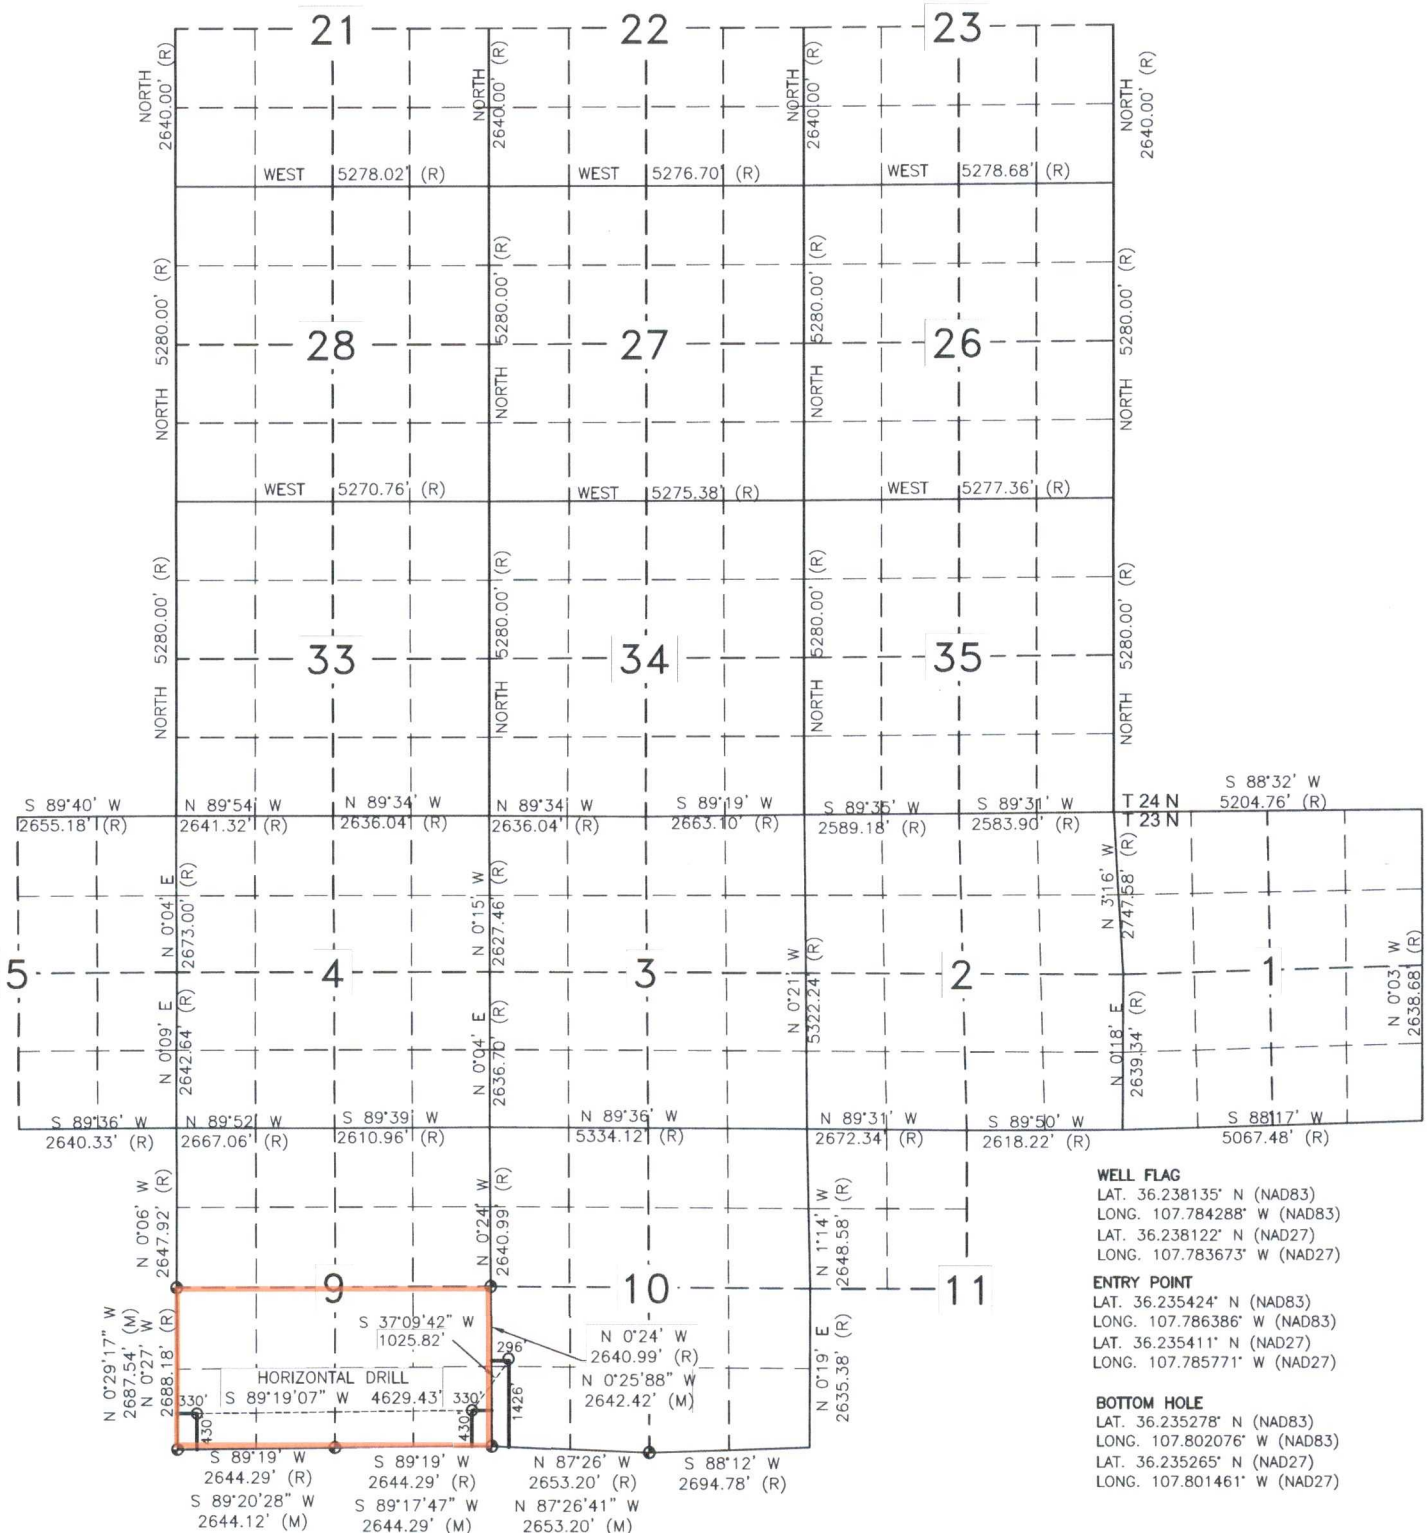 21
22
23
NORTH
2640.00' (R)
NORTH
2640.00' (R)
NORTH
2640.00' (R)
NORTH
2640.00' (R)
WEST 5278.02' (R)
WEST 5276.70' (R)
WEST 5278.68' (R)
NORTH 5280.00' (R)
NORTH 5280.00' (R)
NORTH 5280.00' (R)
NORTH 5280.00' (R)
28
27
26
WEST 5270.76' (R)
WEST 5275.38' (R)
WEST 5277.36' (R)
NORTH 5280.00' (R)
NORTH 5280.00' (R)
NORTH 5280.00' (R)
NORTH 5280.00' (R)
33
34
35
S 89°40' W
2655.18' (R)
N 89°54' W
2641.32' (R)
N 89°34' W
2636.04' (R)
N 89°34' W
2636.04' (R)
S 89°19' W
2663.10' (R)
S 89°35' W
2589.18' (R)
S 89°31' W
2583.90' (R)
T 24 N
T 23 N
S 88°32' W
5204.76' (R)
N 0°04' E
2673.00' (R)
N 0°15' W
2627.46' (R)
N 3°16' W
2747.58' (R)
5
4
3
2
1
N 0°09' E
2642.64' (R)
N 0°04' E
2636.70' (R)
N 0°21' W
5322.24' (R)
N 0°18' E
2639.34' (R)
N 0°03' W
2638.68' (R)
S 89°36' W
2640.33' (R)
N 89°52' W
2667.06' (R)
S 89°39' W
2610.96' (R)
N 89°36' W
5334.12' (R)
N 89°31' W
2672.34' (R)
S 89°50' W
2618.22' (R)
S 88°17' W
5067.48' (R)
N 0°06' W
2647.92' (R)
N 0°24' W
2640.99' (R)
N 1°14' W
2648.58' (R)
9
10
11
N 0°29'17" W
2687.54' (M)
N 0°27' W
2688.18' (R)
S 37°09'42" W
1025.82'
296'
1426'
N 0°24' W
2640.99' (R)
N 0°25'88" W
2642.42' (M)
N 0°19' E
2635.38' (R)
HORIZONTAL DRILL
S 89°19'07" W 4629.43'
330'
430'
330'
430'
S 89°19' W
2644.29' (R)
S 89°20'28" W
2644.12' (M)
S 89°19' W
2644.29' (R)
S 89°17'47" W
2644.29' (M)
N 87°26' W
2653.20' (R)
N 87°26'41" W
2653.20' (M)
S 88°12' W
2694.78' (R)
WELL FLAG
LAT. 36.238135° N (NAD83)
LONG. 107.784288° W (NAD83)
LAT. 36.238122° N (NAD27)
LONG. 107.783673° W (NAD27)
ENTRY POINT
LAT. 36.235424° N (NAD83)
LONG. 107.786386° W (NAD83)
LAT. 36.235411° N (NAD27)
LONG. 107.785771° W (NAD27)
BOTTOM HOLE
LAT. 36.235278° N (NAD83)
LONG. 107.802076° W (NAD83)
LAT. 36.235265° N (NAD27)
LONG. 107.801461° W (NAD27)